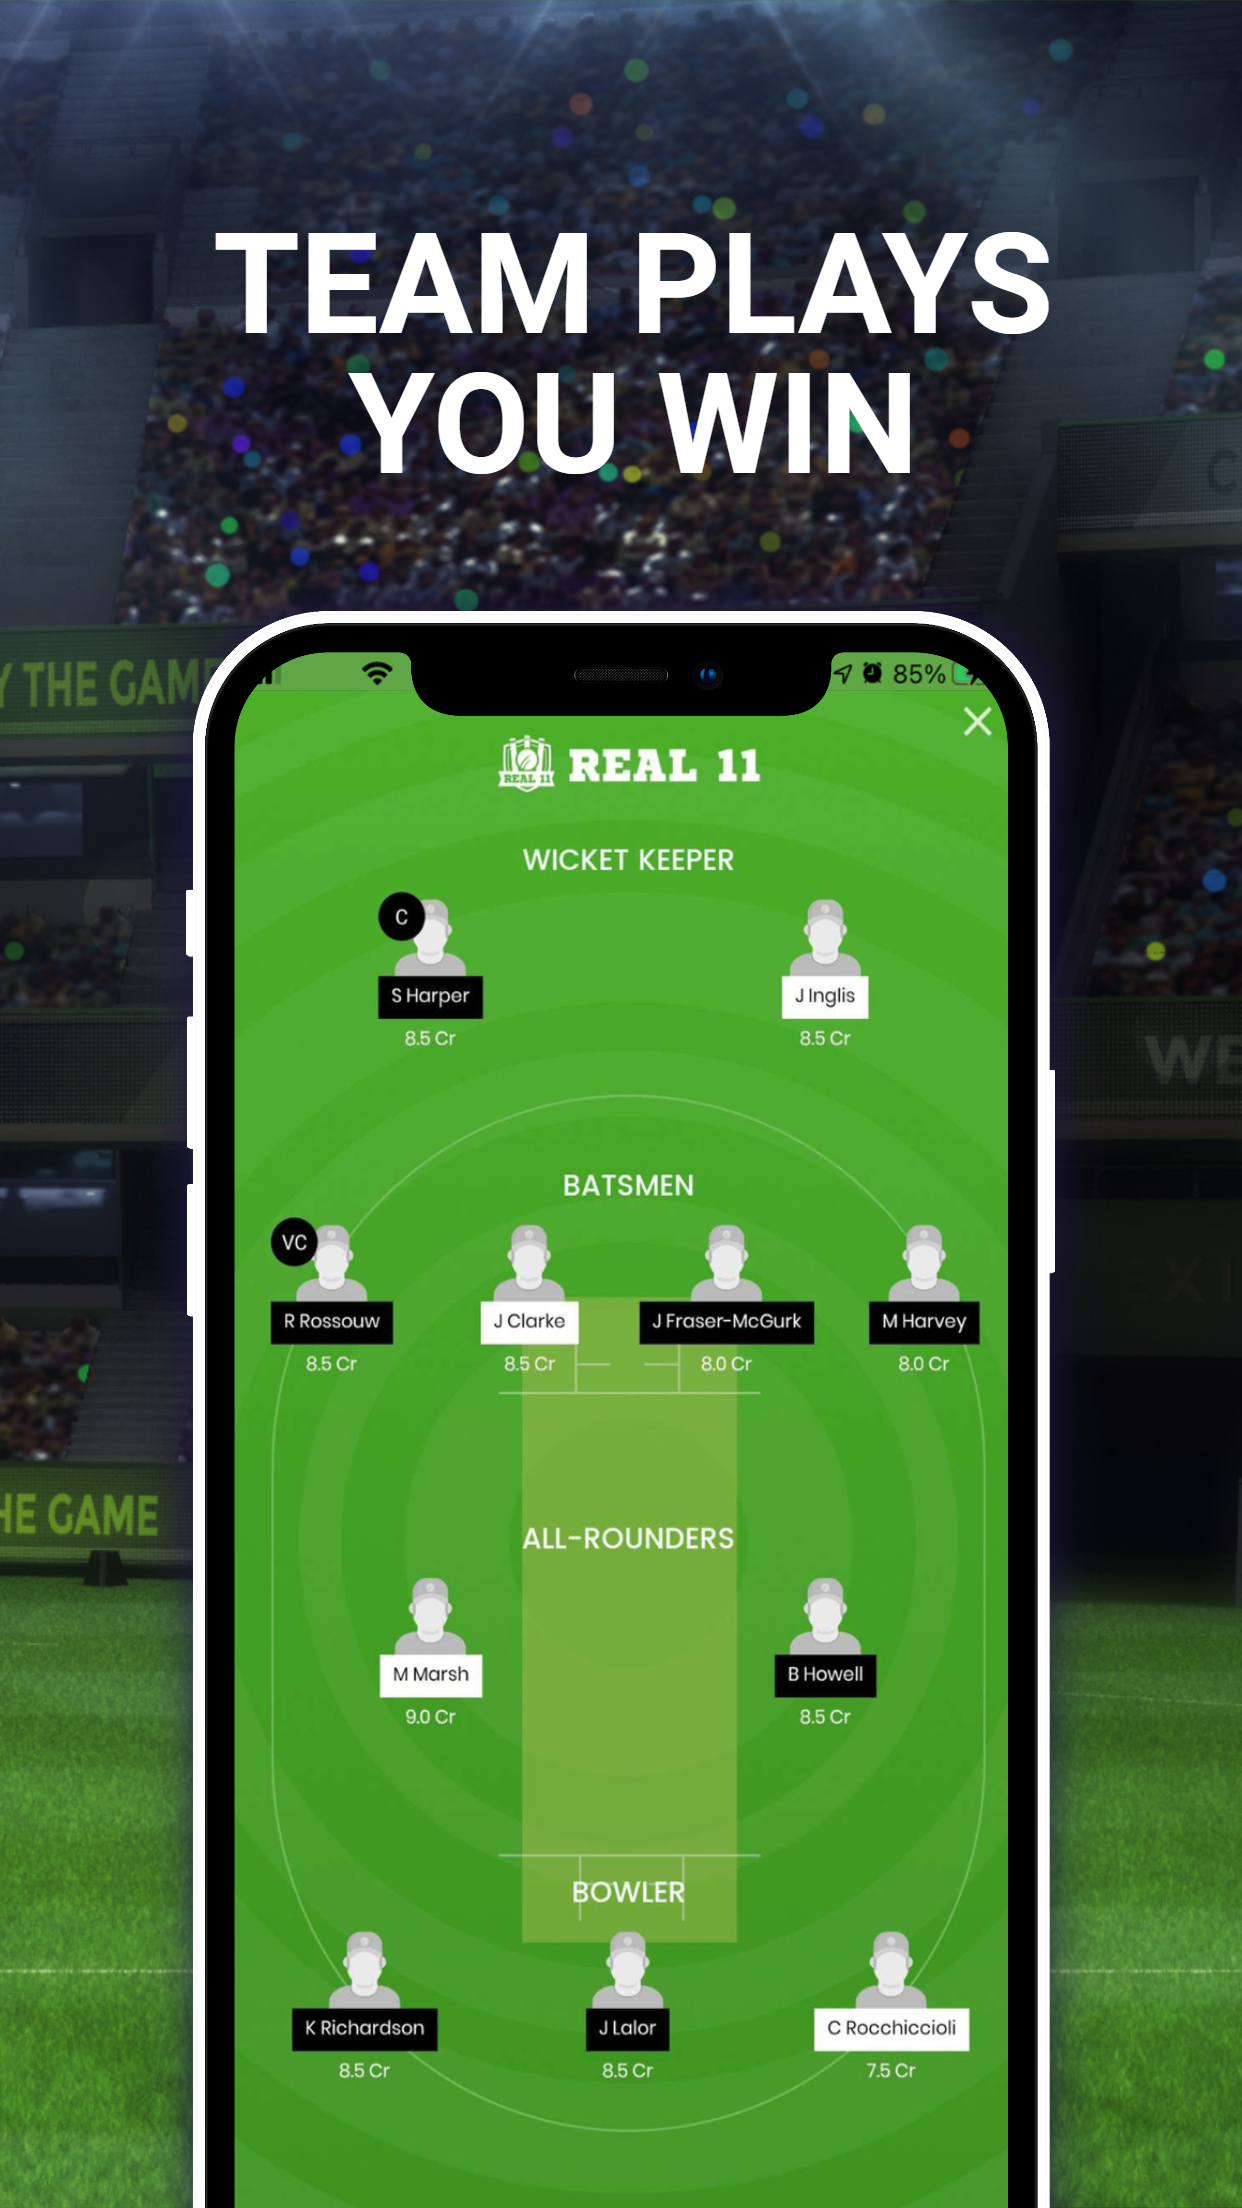 TEAM PLAYS
YOU WIN
Y THE GAM
85%
REAL 11
REAL 11
WICKET KEEPER
C
S Harper
J Inglis
8.5 Cr
8.5 Cr
WE
BATSMEN
VC
R Rossouw
J Clarke
J Fraser-McGurk
M Harvey
8.5 Cr
8.5 Cr
8.0 Cr
8.0 Cr
HE GAME
ALL-ROUNDERS
M Marsh
B Howell
9.0 Cr
8.5 Cr
BOWLER
K Richardson
J Lalor
C Rocchiccioli
8.5 Cr
8.5 Cr
7.5 Cr